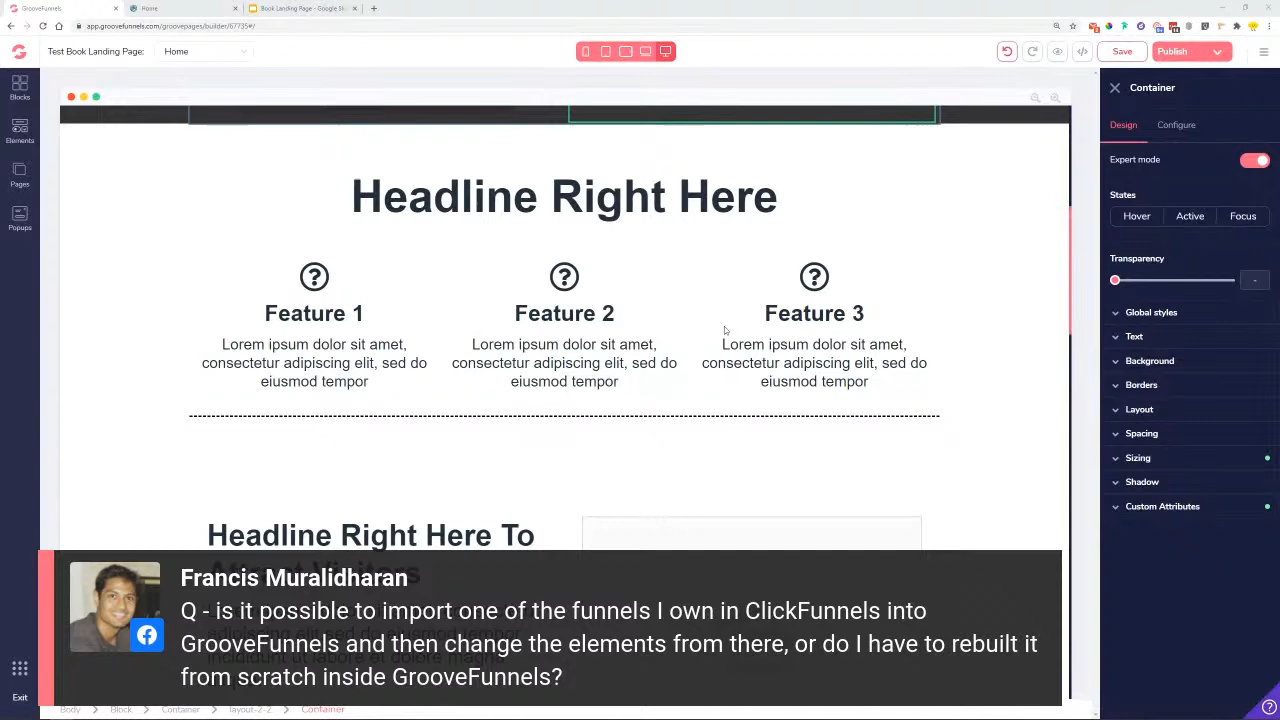 GrooveFunnels
Home
Book Landing Page - Google Sli
app.groovefunnels.com/groovepages/builder/67735#/
Test Book Landing Page:
Home
Save
Publish
Blocks
Elements
Pages
Popups
Exit
Headline Right Here
Feature 1
Lorem ipsum dolor sit amet,
consectetur adipiscing elit, sed do
eiusmod tempor
Feature 2
Lorem ipsum dolor sit amet,
consectetur adipiscing elit, sed do
eiusmod tempor
Feature 3
Lorem ipsum dolor sit amet,
consectetur adipiscing elit, sed do
eiusmod tempor
Headline Right Here To
Francis Muralidharan
Q - is it possible to import one of the funnels I own in ClickFunnels into
GrooveFunnels and then change the elements from there, or do I have to rebuilt it
from scratch inside GrooveFunnels?
Body
Block
Container
layout-2-2
Container
Container
Design
Configure
Expert mode
States
Hover
Active
Focus
Transparency
-
Global styles
Text
Background
Borders
Layout
Spacing
Sizing
Shadow
Custom Attributes